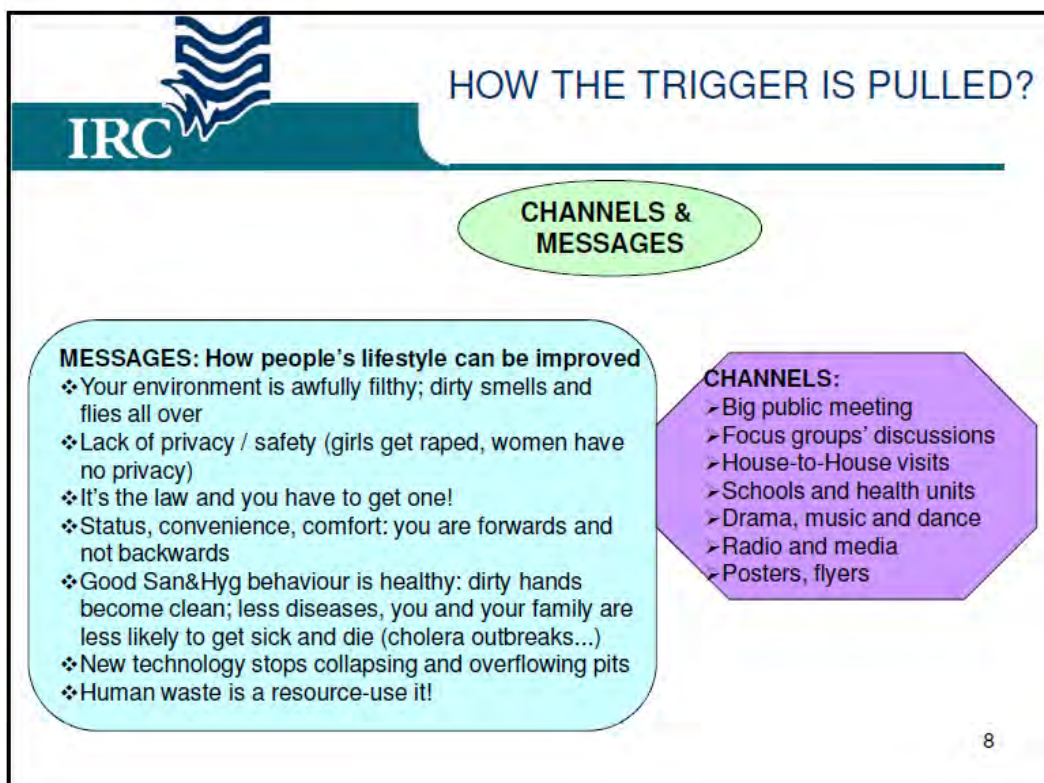 IRC
HOW THE TRIGGER IS PULLED?
CHANNELS &
MESSAGES
MESSAGES: How people's lifestyle can be improved
❖Your environment is awfully filthy; dirty smells and
flies all over
❖Lack of privacy / safety (girls get raped, women have
no privacy)
❖It's the law and you have to get one!
❖Status, convenience, comfort: you are forwards and
not backwards
❖Good San&Hyg behaviour is healthy: dirty hands
become clean; less diseases, you and your family are
less likely to get sick and die (cholera outbreaks...)
❖New technology stops collapsing and overflowing pits
❖Human waste is a resource-use it!
CHANNELS:
➢Big public meeting
➢Focus groups' discussions
➢House-to-House visits
➢Schools and health units
➢Drama, music and dance
➢Radio and media
➢Posters, flyers
8